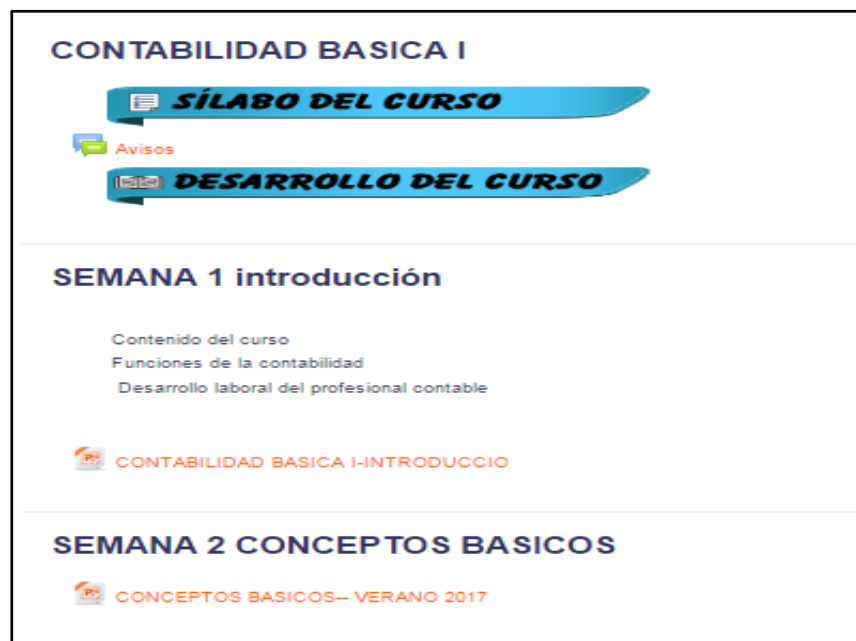 CONTABILIDAD BASICA I
SÍLABO DEL CURSO
Avisos
DESARROLLO DEL CURSO
SEMANA 1 introducción
Contenido del curso
Funciones de la contabilidad
Desarrollo laboral del profesional contable
CONTABILIDAD BASICA I-INTRODUCCIO
SEMANA 2 CONCEPTOS BASICOS
CONCEPTOS BASICOS-- VERANO 2017